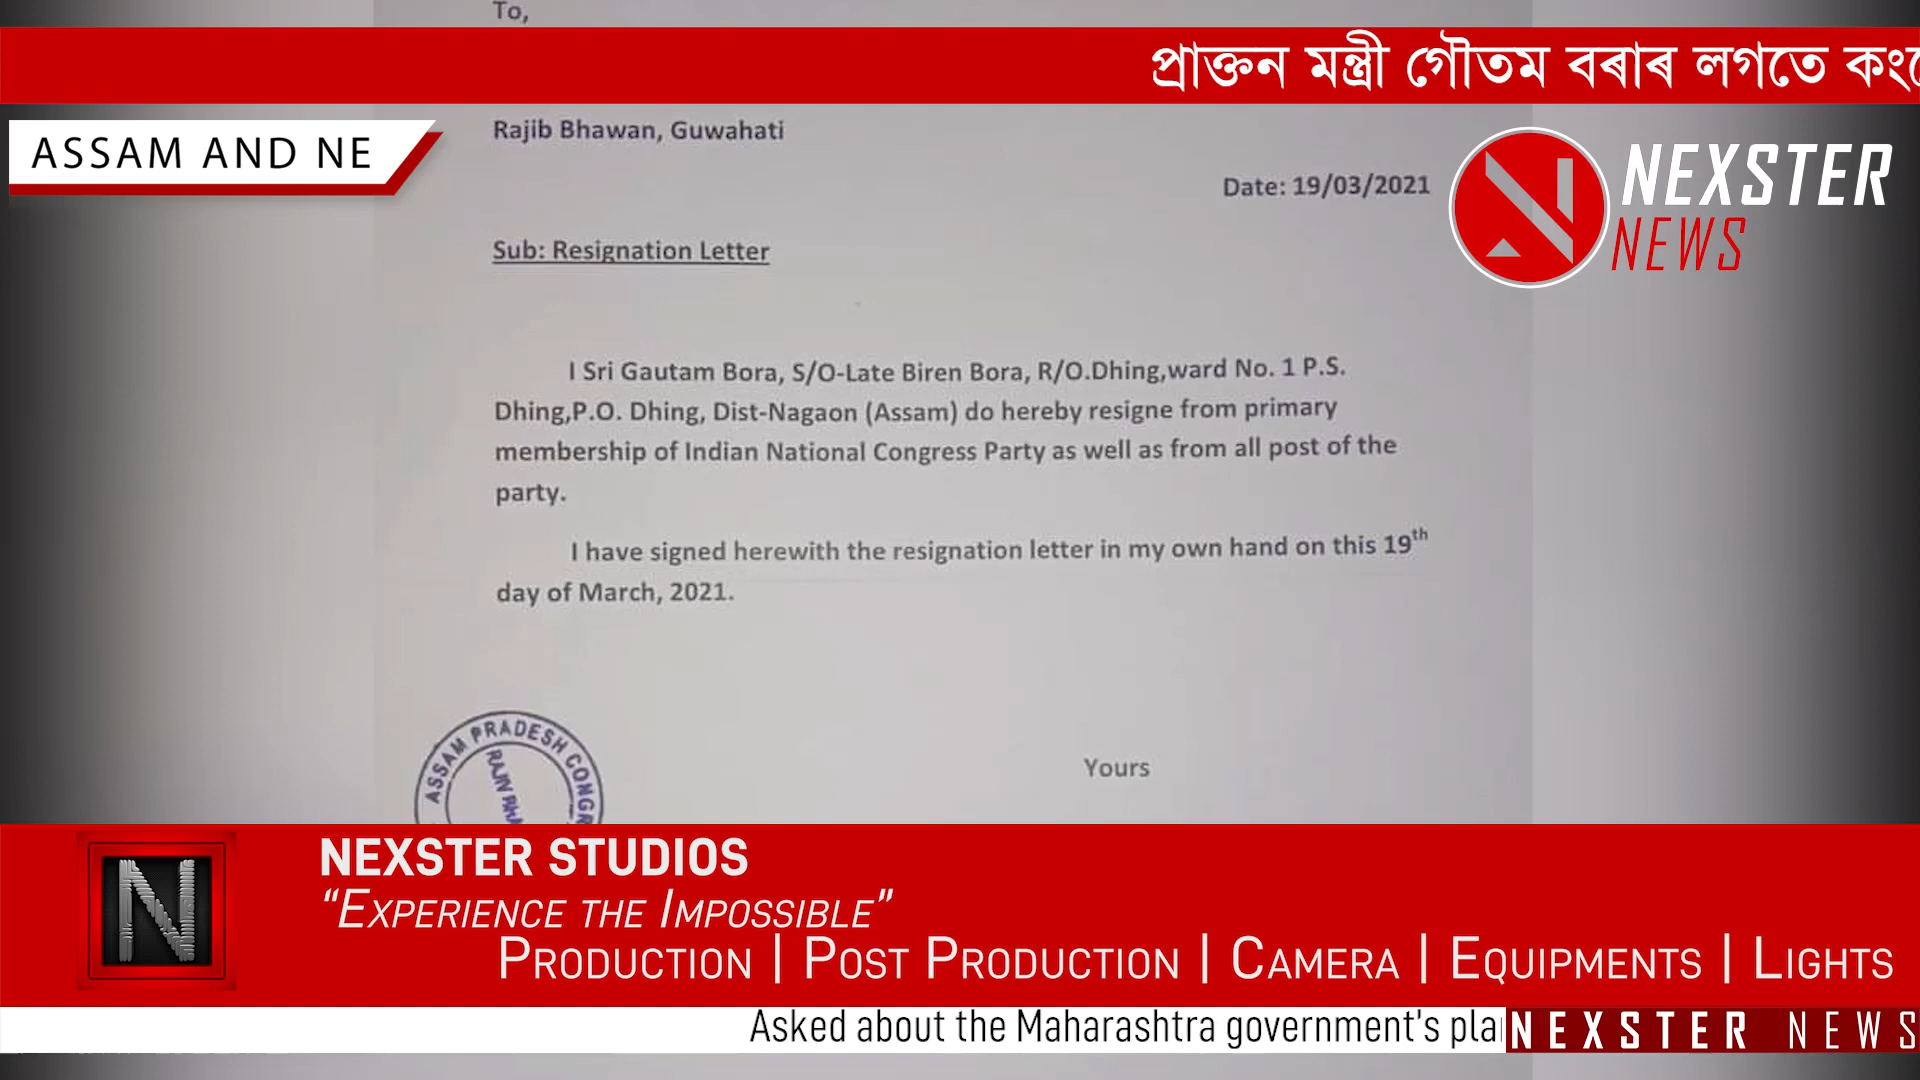 To,
প্ৰাক্তন মন্ত্ৰী গৌতম বৰাৰ লগতে
ASSAM AND NE
Rajib Bhawan, Guwahati
Date: 19/03/2021
NEXSTER
NEWS
Sub: Resignation Letter
I Sri Gautam Bora, S/O-Late Biren Bora, R/O.Dhing,ward No. 1 P.S.
Dhing,P.O. Dhing, Dist-Nagaon (Assam) do hereby resigne from primary
membership of Indian National Congress Party as well as from all post of the
party.
I have signed herewith the resignation letter in my own hand on this 19th
day of March, 2021.
ASSAM PRADESH
RAJIV
Yours
N
NEXSTER STUDIOS
“EXPERIENCE THE IMPOSSIBLE”
PRODUCTION | POST PRODUCTION | CAMERA | EQUIPMENTS | LIGHTS
Asked about the Maharashtra government's
NEXSTER NEWS